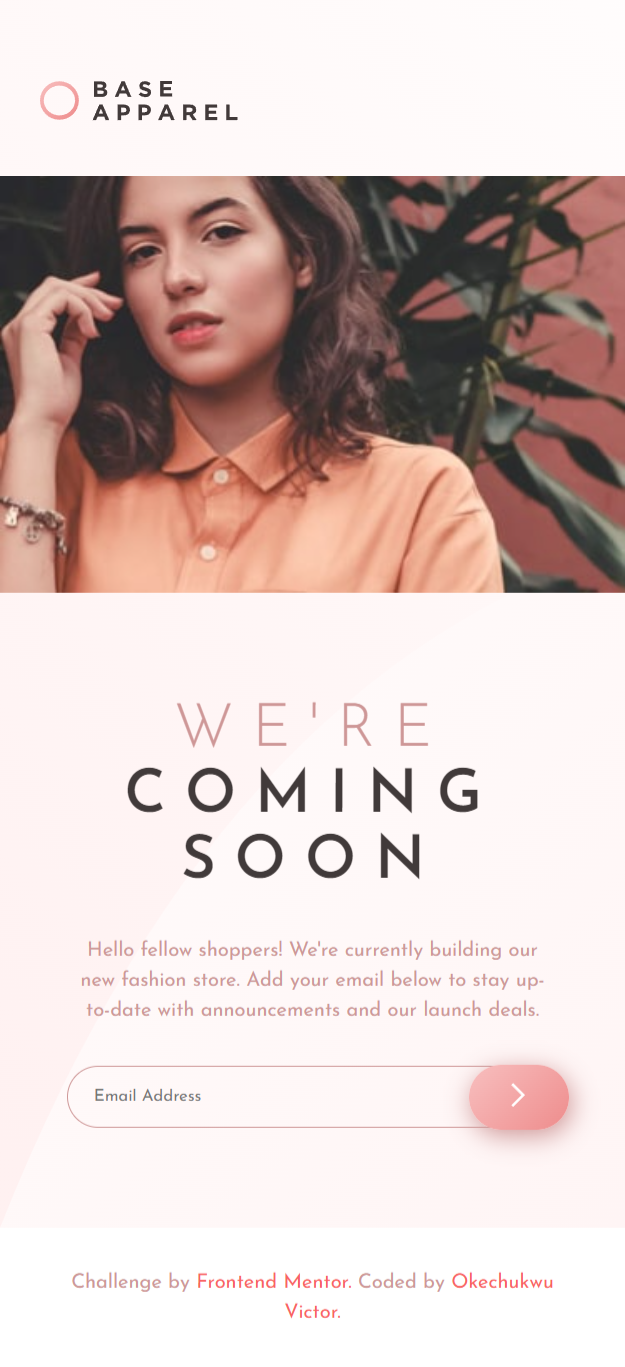 BASE
APPAREL
WE'RE
COMING
SOON
Hello fellow shoppers! We're currently building our
new fashion store. Add your email below to stay up-
to-date with announcements and our launch deals.
Email Address
Challenge by Frontend Mentor. Coded by Okechukwu
Victor.